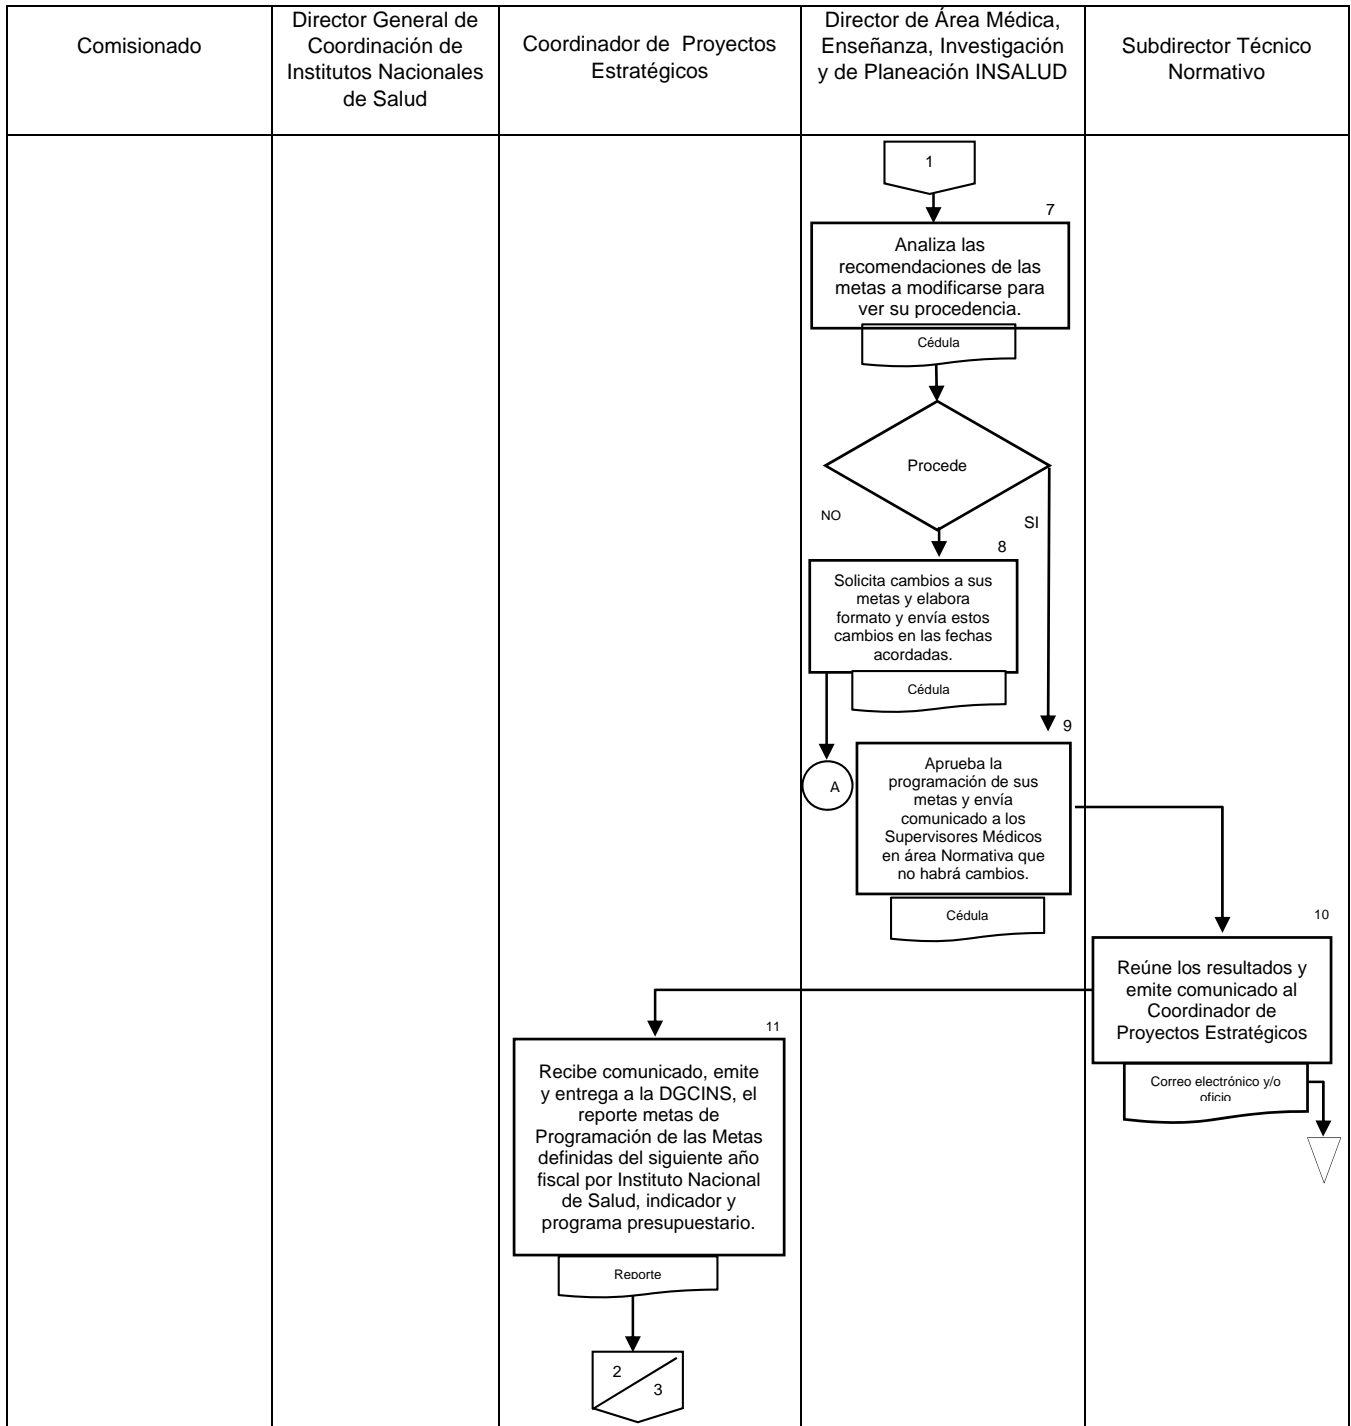 Comisionado
Director General de
Coordinación de
Institutos Nacionales
de Salud
Coordinador de Proyectos
Estratégicos
Director de Área Médica,
Enseñanza, Investigación
y de Planeación INSALUD
Subdirector Técnico
Normativo
1
7
Analiza las
recomendaciones de las
metas a modificarse para
ver su procedencia.
Cédula
Procede
NO
SI
8
Solicita cambios a sus
metas y elabora
formato y envía estos
cambios en las fechas
acordadas.
Cédula
9
A
Aprueba la
programación de sus
metas y envía
comunicado a los
Supervisores Médicos
en área Normativa que
no habrá cambios.
Cédula
10
Reúne los resultados y
emite comunicado al
Coordinador de
Proyectos Estratégicos
Correo electrónico y/o
oficio
11
Recibe comunicado, emite
y entrega a la DGCINS, el
reporte metas de
Programación de las Metas
definidas del siguiente año
fiscal por Instituto Nacional
de Salud, indicador y
programa presupuestario.
Reporte
2
3